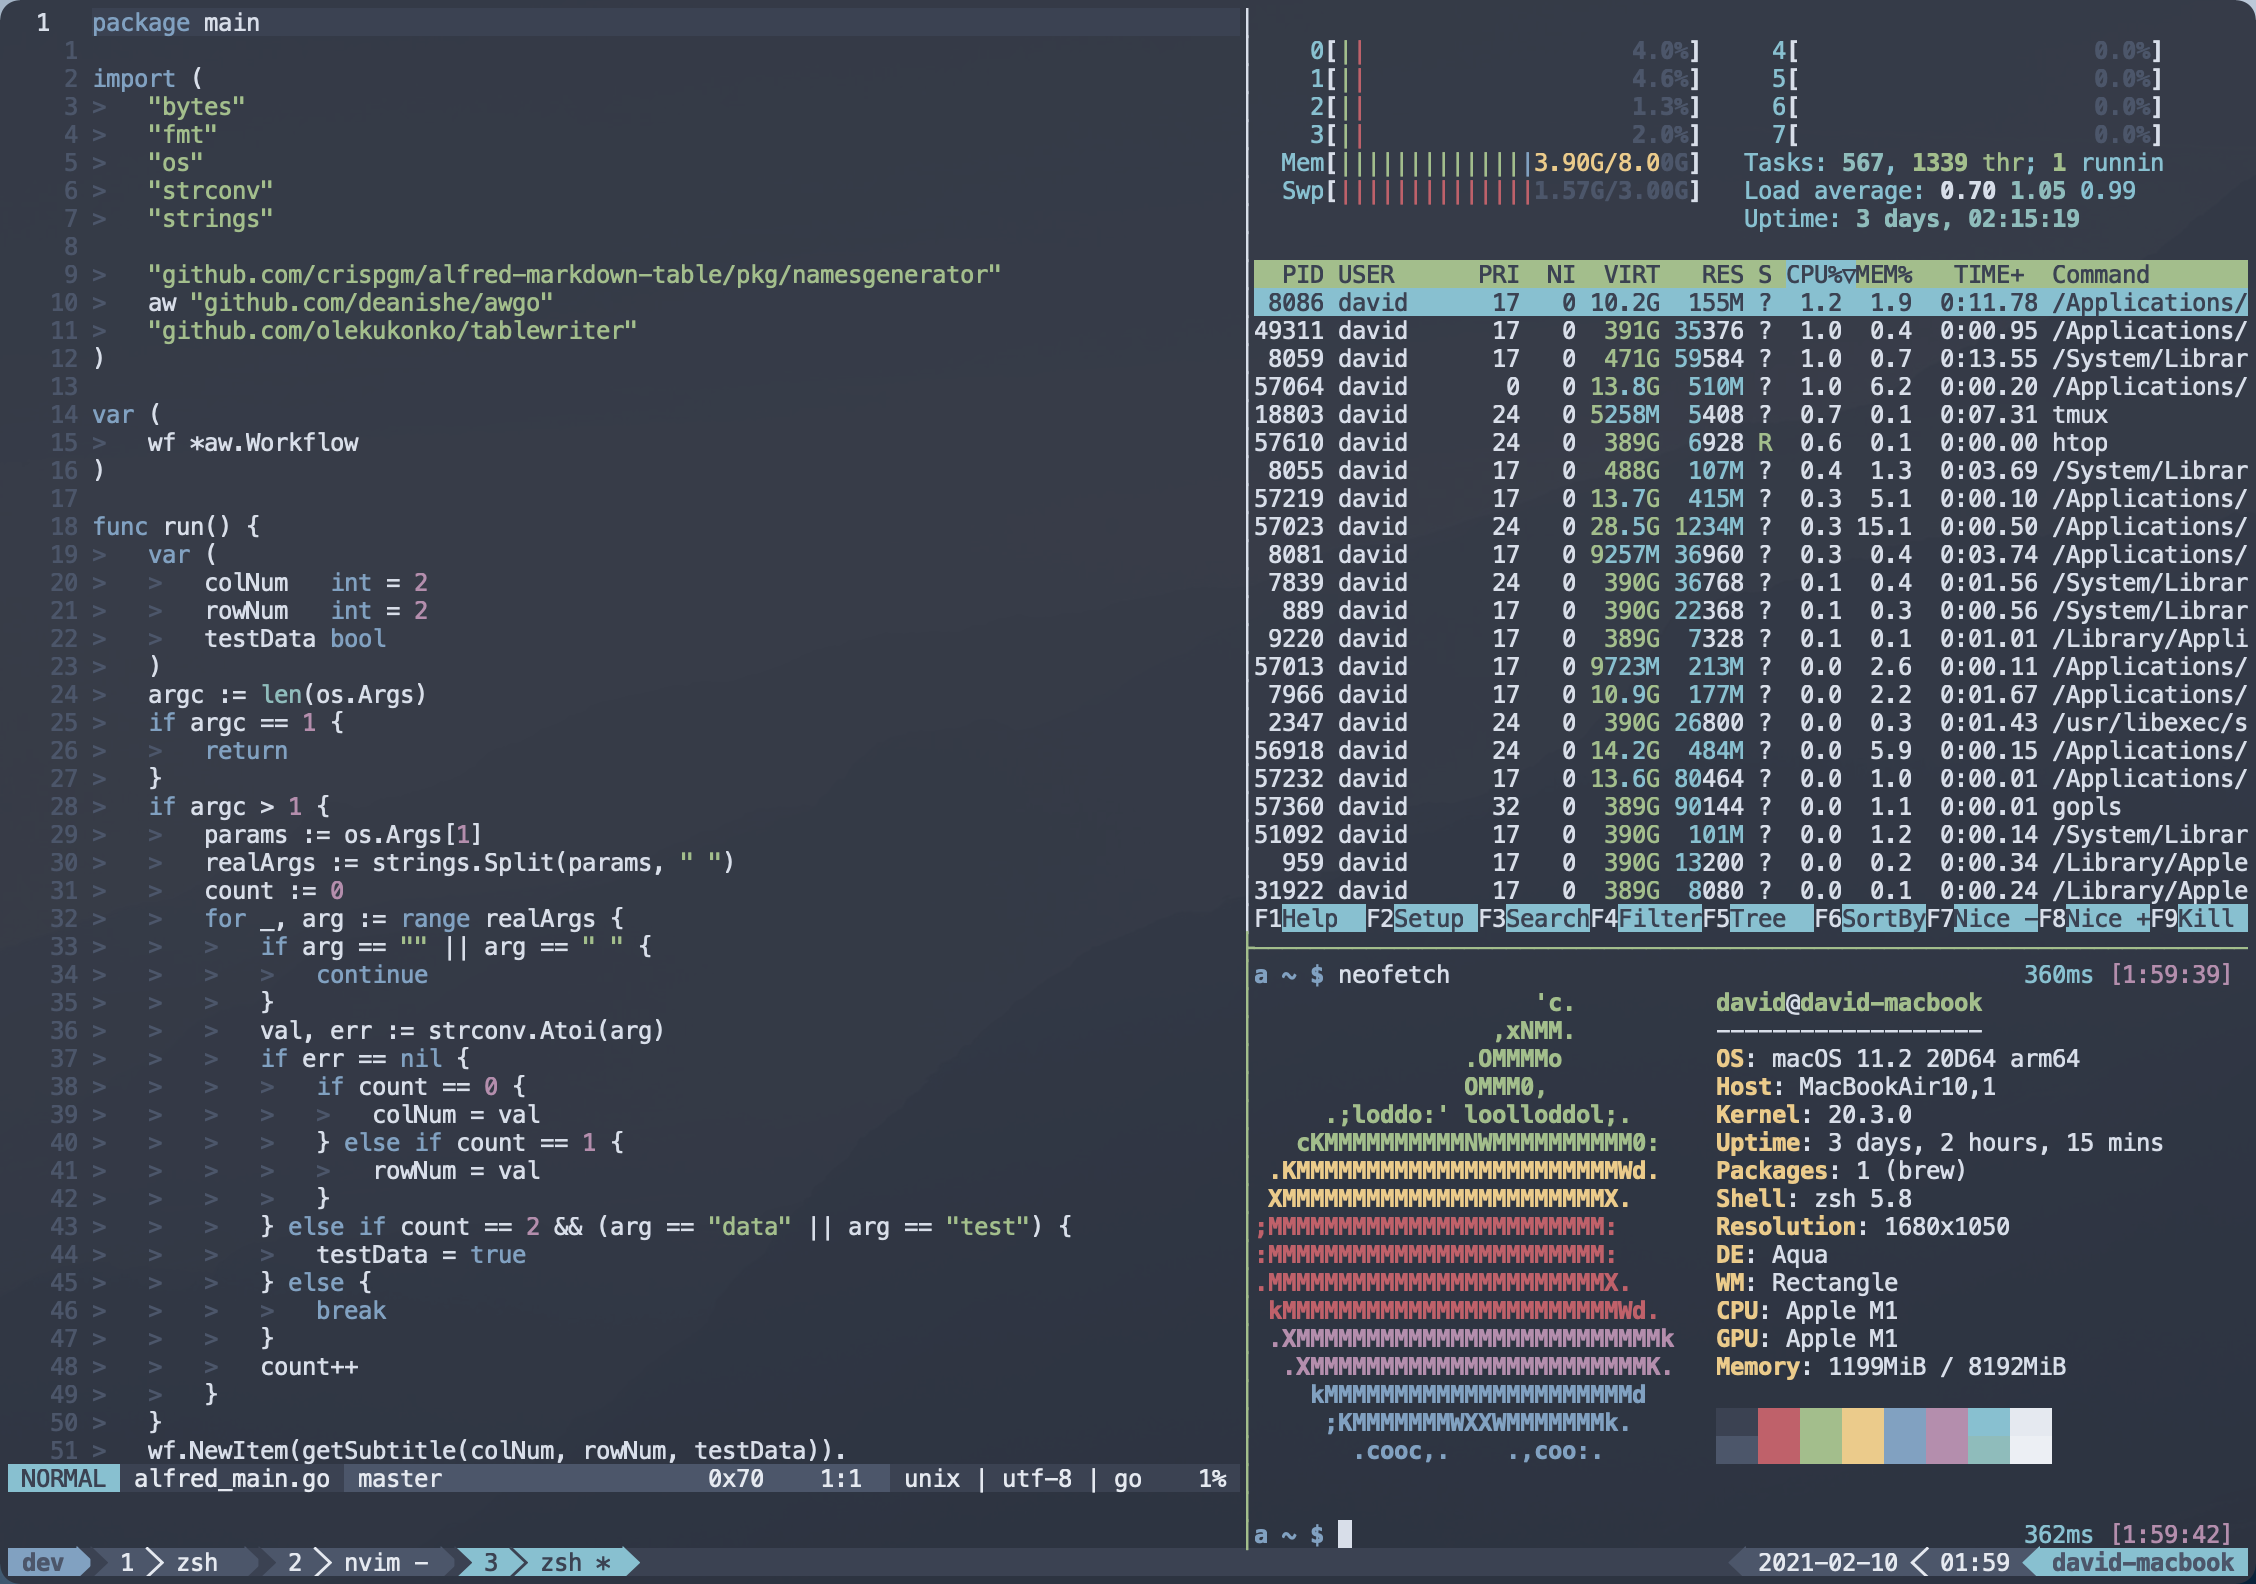 1 package main
1
2 import (
3 > "bytes"
4 > "fmt"
5 > "os"
6 > "strconv"
7 > "strings"
8
9 > "github.com/crispgm/alfred-markdown-table/pkg/namesgenerator"
10 > aw "github.com/deanishe/awgo"
11 > "github.com/olekukonko/tablewriter"
12 )
13
14 var (
15 > wf *aw.Workflow
16 )
17
18 func run() {
19 > var (
20 > > colNum int = 2
21 > > rowNum int = 2
22 > > testData bool
23 > )
24 > argc := len(os.Args)
25 > if argc == 1 {
26 > > return
27 > }
28 > if argc > 1 {
29 > > params := os.Args[1]
30 > > realArgs := strings.Split(params, " ")
31 > > count := 0
32 > > for _, arg := range realArgs {
33 > > > if arg == "" || arg == " " {
34 > > > > continue
35 > > > }
36 > > > val, err := strconv.Atoi(arg)
37 > > > if err == nil {
38 > > > > if count == 0 {
39 > > > > > colNum = val
40 > > > > } else if count == 1 {
41 > > > > > rowNum = val
42 > > > > }
43 > > > } else if count == 2 && (arg == "data" || arg == "test") {
44 > > > > testData = true
45 > > > } else {
46 > > > > break
47 > > > }
48 > > > count++
49 > > }
50 > }
51 > wf.NewItem(getSubtitle(colNum, rowNum, testData)).
NORMAL alfred_main.go master 0x70 1:1 unix | utf-8 | go 1%
0[|| 4.0%] 4[ 0.0%]
1[|| 4.6%] 5[ 0.0%]
2[|| 1.3%] 6[ 0.0%]
3[|| 2.0%] 7[ 0.0%]
Mem[||||||||||||||3.90G/8.00G] Tasks: 567, 1339 thr; 1 runnin
Swp[||||||||||||||1.57G/3.00G] Load average: 0.70 1.05 0.99
Uptime: 3 days, 02:15:19
PID USER PRI NI VIRT RES S CPU%▽MEM% TIME+ Command
8086 david 17 0 10.2G 155M ? 1.2 1.9 0:11.78 /Applications/
49311 david 17 0 391G 35376 ? 1.0 0.4 0:00.95 /Applications/
8059 david 17 0 471G 59584 ? 1.0 0.7 0:13.55 /System/Librar
57064 david 0 0 13.8G 510M ? 1.0 6.2 0:00.20 /Applications/
18803 david 24 0 5258M 5408 ? 0.7 0.1 0:07.31 tmux
57610 david 24 0 389G 6928 R 0.6 0.1 0:00.00 htop
8055 david 17 0 488G 107M ? 0.4 1.3 0:03.69 /System/Librar
57219 david 17 0 13.7G 415M ? 0.3 5.1 0:00.10 /Applications/
57023 david 24 0 28.5G 1234M ? 0.3 15.1 0:00.50 /Applications/
8081 david 17 0 9257M 36960 ? 0.3 0.4 0:03.74 /Applications/
7839 david 24 0 390G 36768 ? 0.1 0.4 0:01.56 /System/Librar
889 david 17 0 390G 22368 ? 0.1 0.3 0:00.56 /System/Librar
9220 david 17 0 389G 7328 ? 0.1 0.1 0:01.01 /Library/Appli
57013 david 17 0 9723M 213M ? 0.0 2.6 0:00.11 /Applications/
7966 david 17 0 10.9G 177M ? 0.0 2.2 0:01.67 /Applications/
2347 david 24 0 390G 26800 ? 0.0 0.3 0:01.43 /usr/libexec/s
56918 david 24 0 14.2G 484M ? 0.0 5.9 0:00.15 /Applications/
57232 david 17 0 13.6G 80464 ? 0.0 1.0 0:00.01 /Applications/
57360 david 32 0 389G 90144 ? 0.0 1.1 0:00.01 gopls
51092 david 17 0 390G 101M ? 0.0 1.2 0:00.14 /System/Librar
959 david 17 0 390G 13200 ? 0.0 0.2 0:00.34 /Library/Apple
31922 david 17 0 389G 8080 ? 0.0 0.1 0:00.24 /Library/Apple
F1Help F2Setup F3SearchF4FilterF5Tree F6SortByF7Nice -F8Nice +F9Kill
a ~ $ neofetch 360ms [1:59:39]
'c. david@david-macbook
,xNMM. -------------------
.OMMMMo OS: macOS 11.2 20D64 arm64
OMMM0, Host: MacBookAir10,1
.;loddo:' loolloddol;. Kernel: 20.3.0
cKMMMMMMMMMMNWMMMMMMMMMM0: Uptime: 3 days, 2 hours, 15 mins
.KMMMMMMMMMMMMMMMMMMMMMMMWd. Packages: 1 (brew)
XMMMMMMMMMMMMMMMMMMMMMMMX. Shell: zsh 5.8
;MMMMMMMMMMMMMMMMMMMMMMMM: Resolution: 1680x1050
:MMMMMMMMMMMMMMMMMMMMMMMM: DE: Aqua
.MMMMMMMMMMMMMMMMMMMMMMMMX. WM: Rectangle
kMMMMMMMMMMMMMMMMMMMMMMMMWd. CPU: Apple M1
.XMMMMMMMMMMMMMMMMMMMMMMMMMMk GPU: Apple M1
.XMMMMMMMMMMMMMMMMMMMMMMMMK. Memory: 1199MiB / 8192MiB
kMMMMMMMMMMMMMMMMMMMMMMd
;KMMMMMMMWXXWMMMMMMMk.
.cooc,. .,coo:.
a ~ $ 362ms [1:59:42]
dev 1 zsh 2 nvim - 3 zsh * 2021-02-10 01:59 david-macbook